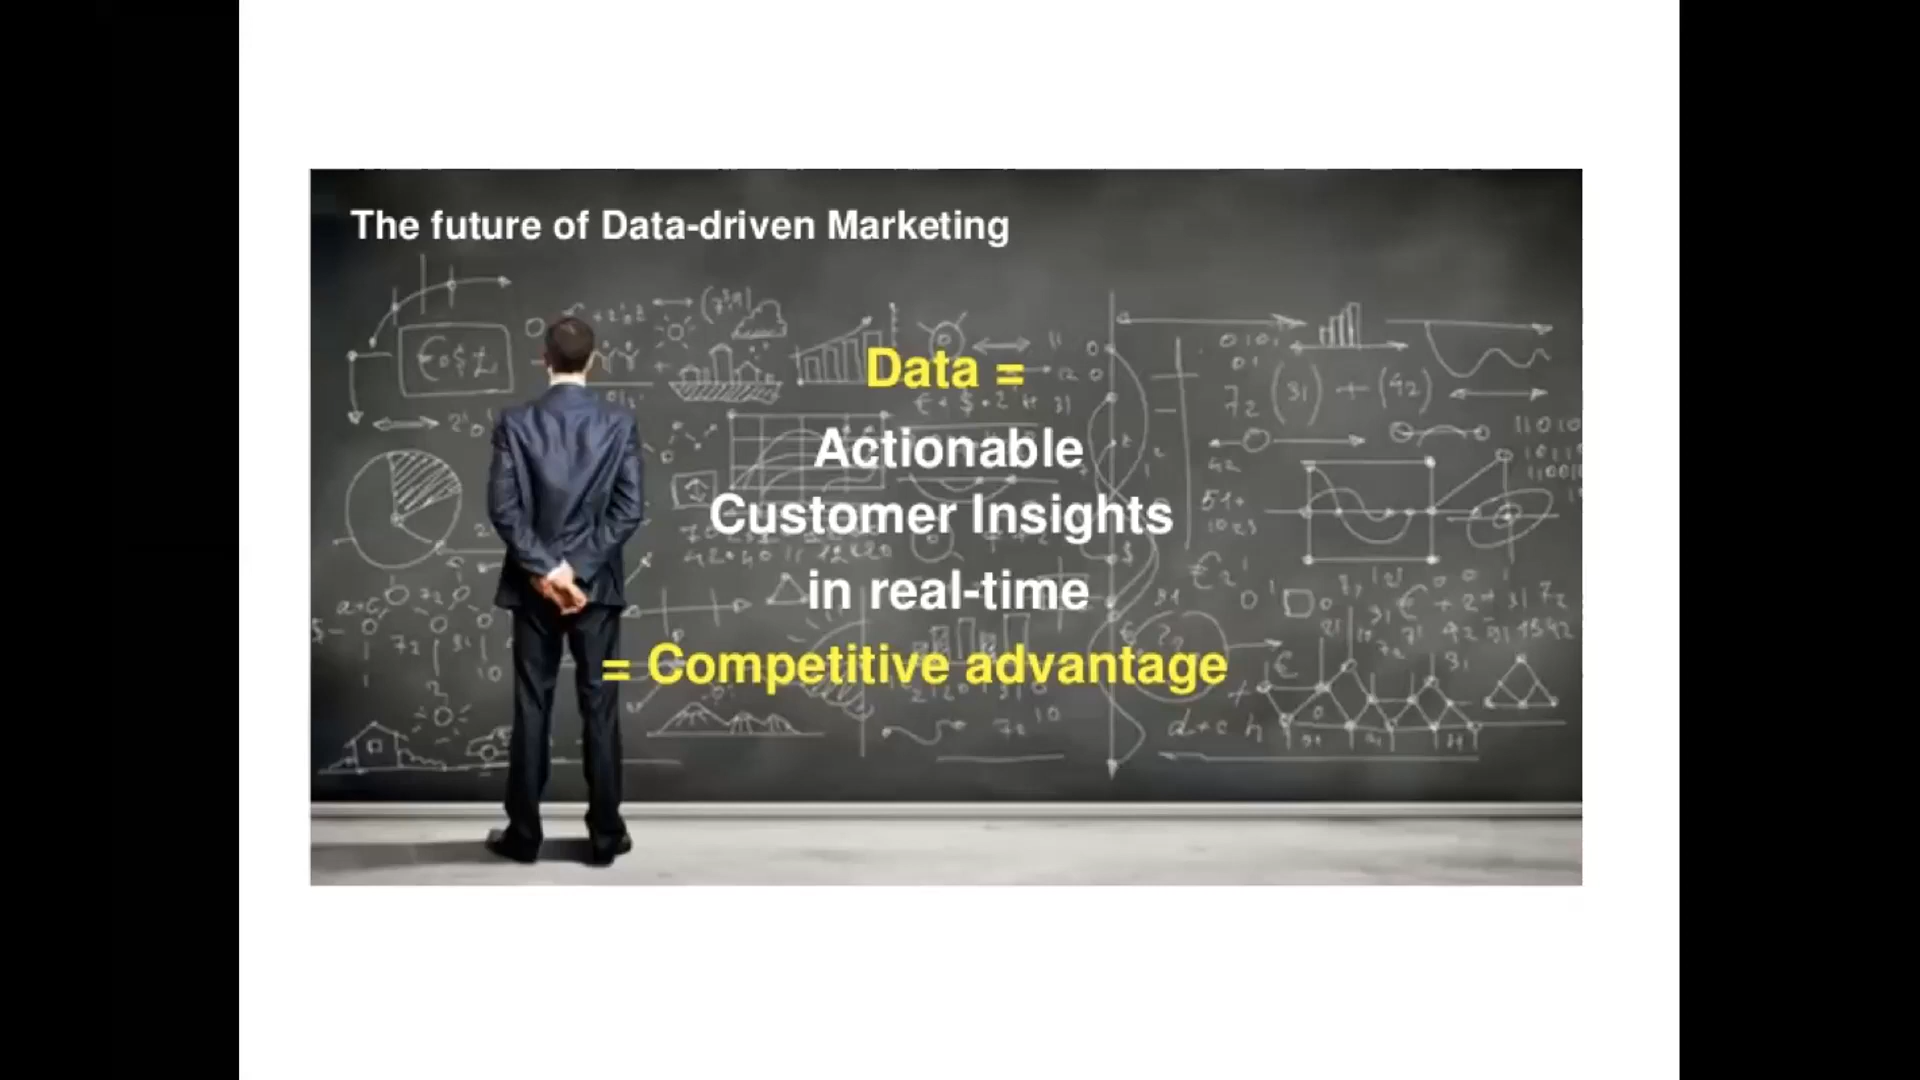 The future of Data-driven Marketing
Data =
Actionable
Customer Insights
in real-time
= Competitive advantage